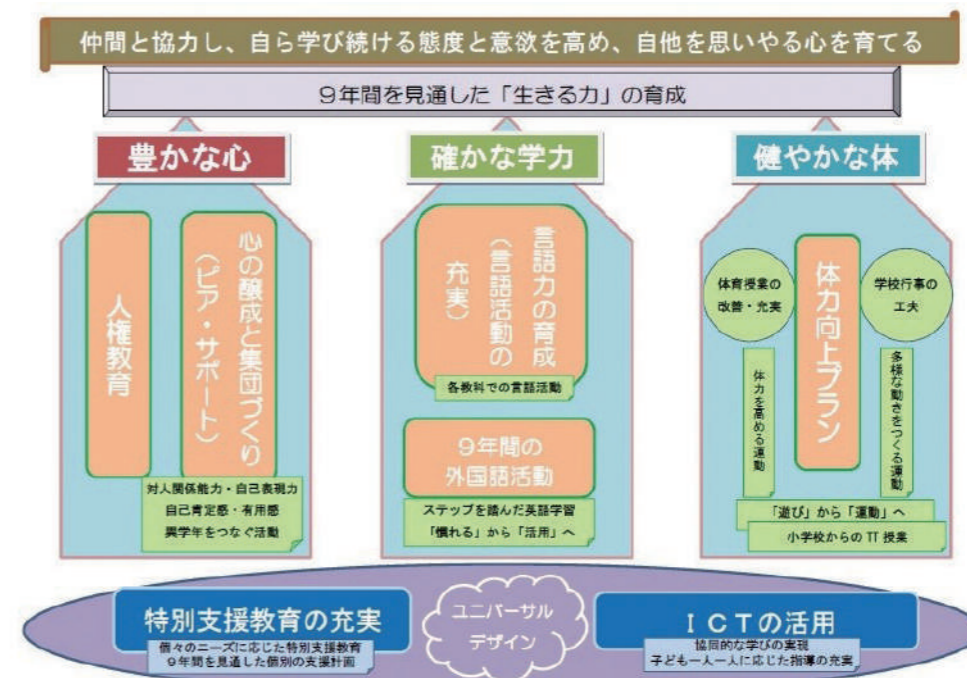 仲間と協力し、自ら学び続ける態度と意欲を高め、自他を思いやる心を育てる
9年間を見通した「生きる力」の育成
豊かな心
人権教育
心の醸成と集団づくり
（ピア・サポート）
対人関係能力・自己表現力
自己肯定感・有用感
異学年をつなぐ活動
確かな学力
言語力の育成
（言語活動の
充実）
各教科での言語活動
9年間の
外国語活動
ステップを踏んだ英語学習
「慣れる」から「活用」へ
健やかな体
体育授業の
改善・充実
体力向上プラン
学校行事の
工夫
体力を高める運動
多様な動きをつくる運動
「遊び」から「運動」へ
小学校からのTT授業
特別支援教育の充実
個々のニーズに応じた特別支援教育
9年間を見通した個別の支援計画
ユニバーサル
デザイン
ＩＣＴの活用
協同的な学びの実現
子ども一人一人に応じた指導の充実